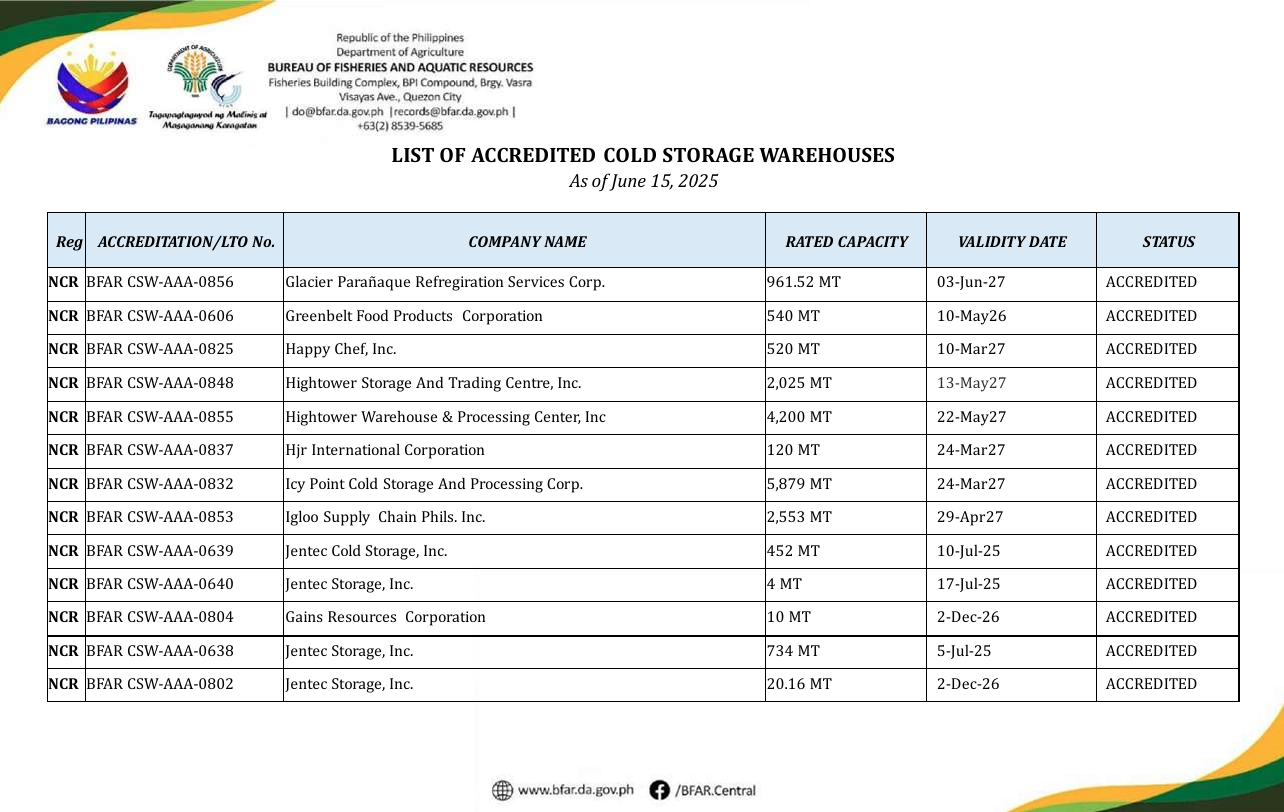 Republic of the Philippines
Department of Agriculture
BUREAU OF FISHERIES AND AQUATIC RESOURCES
Fisheries Building Complex, BPI Compound, Brgy. Vasra
Visayas Ave., Quezon City
| do@bfar.da.gov.ph |records@bfar.da.gov.ph |
+63(2) 8539-5685
BAGONG PILIPINAS
DEPARTMENT OF AGRICULTURE
Tagapagtaguyod ng Malinis at
Masaganang Karagatan
LIST OF ACCREDITED COLD STORAGE WAREHOUSES
As of June 15, 2025
Reg ACCREDITATION/LTO No. COMPANY NAME RATED CAPACITY VALIDITY DATE STATUS
NCR BFAR CSW-AAA-0856 Glacier Parañaque Refregiration Services Corp. 961.52 MT 03-Jun-27 ACCREDITED
NCR BFAR CSW-AAA-0606 Greenbelt Food Products Corporation 540 MT 10-May26 ACCREDITED
NCR BFAR CSW-AAA-0825 Happy Chef, Inc. 520 MT 10-Mar27 ACCREDITED
NCR BFAR CSW-AAA-0848 Hightower Storage And Trading Centre, Inc. 2,025 MT 13-May27 ACCREDITED
NCR BFAR CSW-AAA-0855 Hightower Warehouse & Processing Center, Inc 4,200 MT 22-May27 ACCREDITED
NCR BFAR CSW-AAA-0837 Hjr International Corporation 120 MT 24-Mar27 ACCREDITED
NCR BFAR CSW-AAA-0832 Icy Point Cold Storage And Processing Corp. 5,879 MT 24-Mar27 ACCREDITED
NCR BFAR CSW-AAA-0853 Igloo Supply Chain Phils. Inc. 2,553 MT 29-Apr27 ACCREDITED
NCR BFAR CSW-AAA-0639 Jentec Cold Storage, Inc. 452 MT 10-Jul-25 ACCREDITED
NCR BFAR CSW-AAA-0640 Jentec Storage, Inc. 4 MT 17-Jul-25 ACCREDITED
NCR BFAR CSW-AAA-0804 Gains Resources Corporation 10 MT 2-Dec-26 ACCREDITED
NCR BFAR CSW-AAA-0638 Jentec Storage, Inc. 734 MT 5-Jul-25 ACCREDITED
NCR BFAR CSW-AAA-0802 Jentec Storage, Inc. 20.16 MT 2-Dec-26 ACCREDITED
www.bfar.da.gov.ph /BFAR.Central